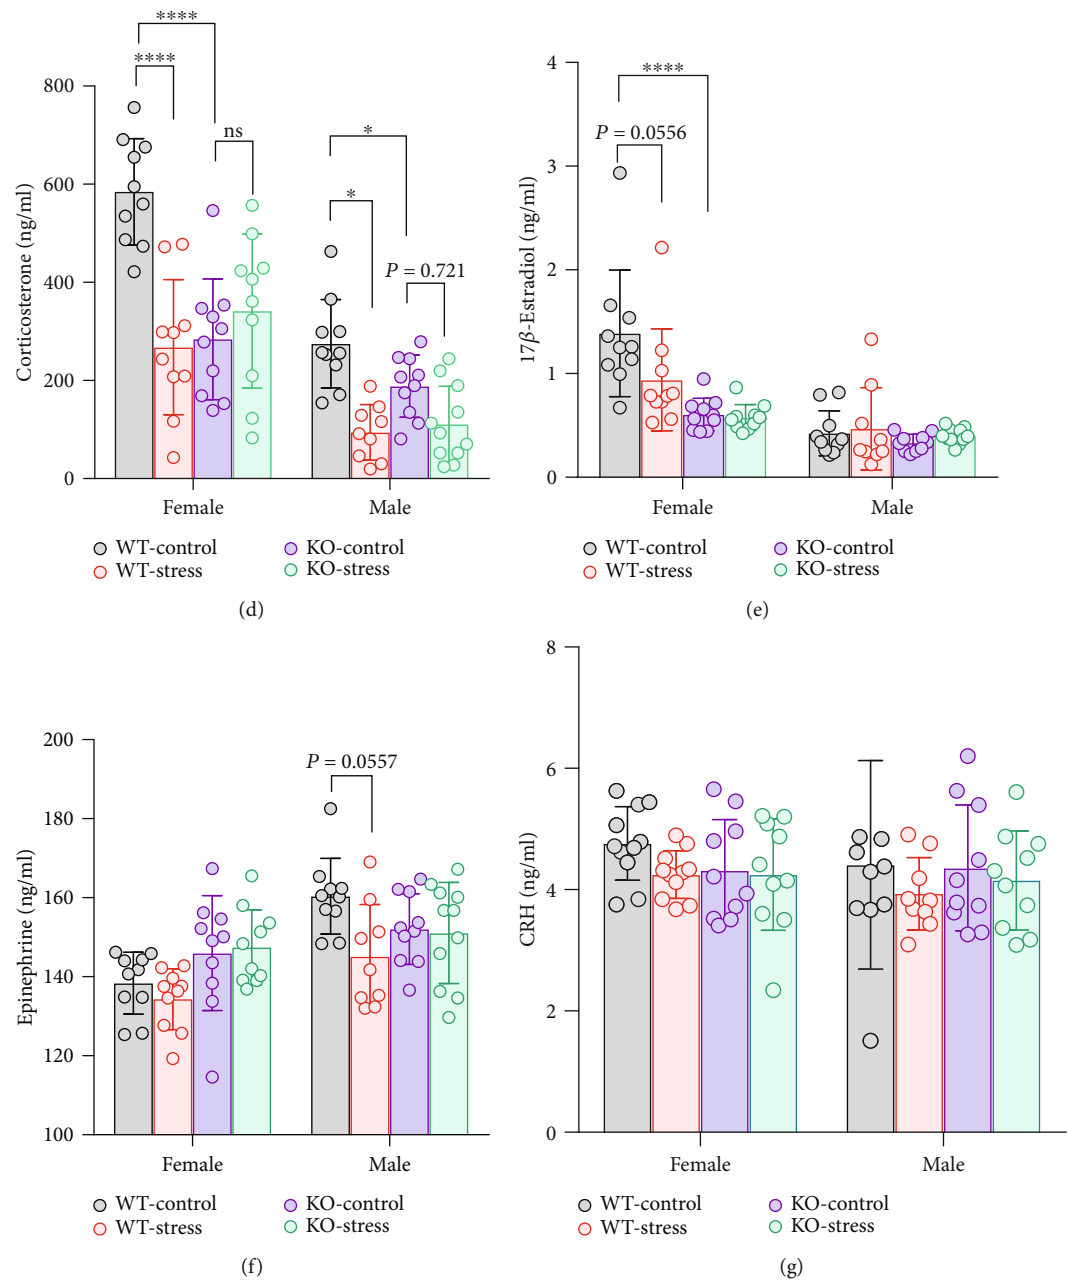 ****
****
ns
*
*
P = 0.721
800
600
400
200
0
Corticosterone (ng/ml)
Female
Male
WT-control
KO-control
WT-stress
KO-stress
(d)
****
P = 0.0556
4
3
2
1
0
17β-Estradiol (ng/ml)
Female
Male
WT-control
KO-control
WT-stress
KO-stress
(e)
P = 0.0557
200
180
160
140
120
100
Epinephrine (ng/ml)
Female
Male
WT-control
KO-control
WT-stress
KO-stress
(f)
8
6
4
2
0
CRH (ng/ml)
Female
Male
WT-control
KO-control
WT-stress
KO-stress
(g)